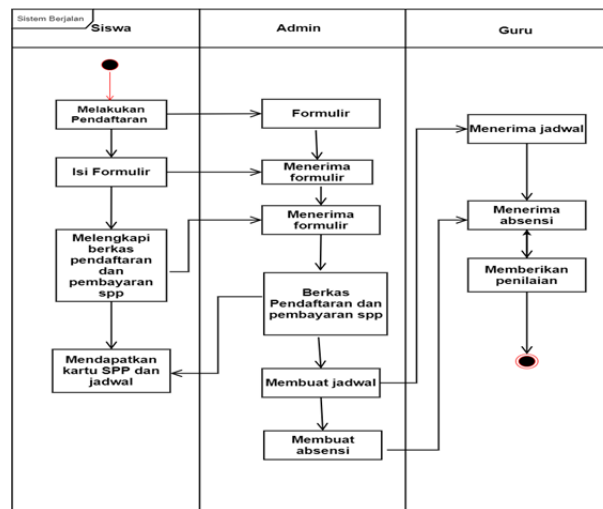 Sistem Berjalan
Siswa
Admin
Guru
Melakukan
Pendaftaran
Formulir
Menerima jadwal
Isi Formulir
Menerima
formulir
Menerima
formulir
Menerima
absensi
Melengkapi
berkas
pendaftaran
dan
pembayaran
spp
Berkas
Pendaftaran dan
pembayaran spp
Memberikan
penilaian
Mendapatkan
kartu SPP dan
jadwal
Membuat jadwal
Membuat
absensi